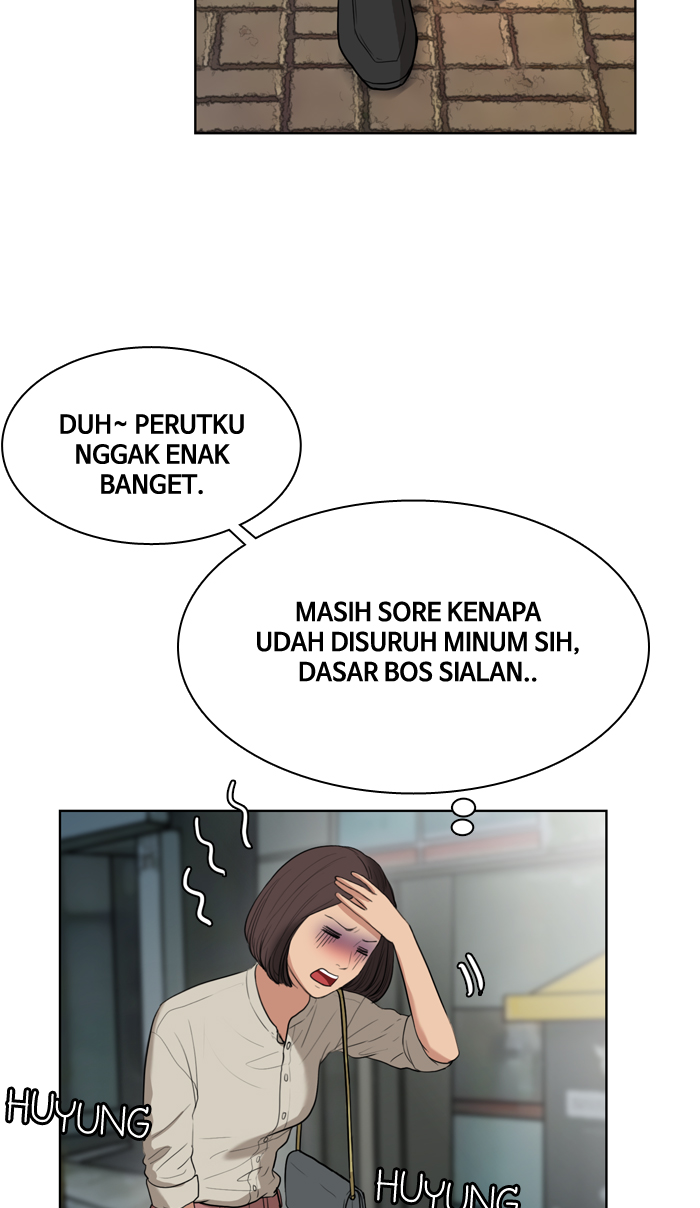 DUH~ PERUTKU
NGGAK ENAK
BANGET.
MASIH SORE KENAPA
UDAH DISURUH MINUM SIH,
DASAR BOS SIALAN..
HUYUNG
HUYUNG